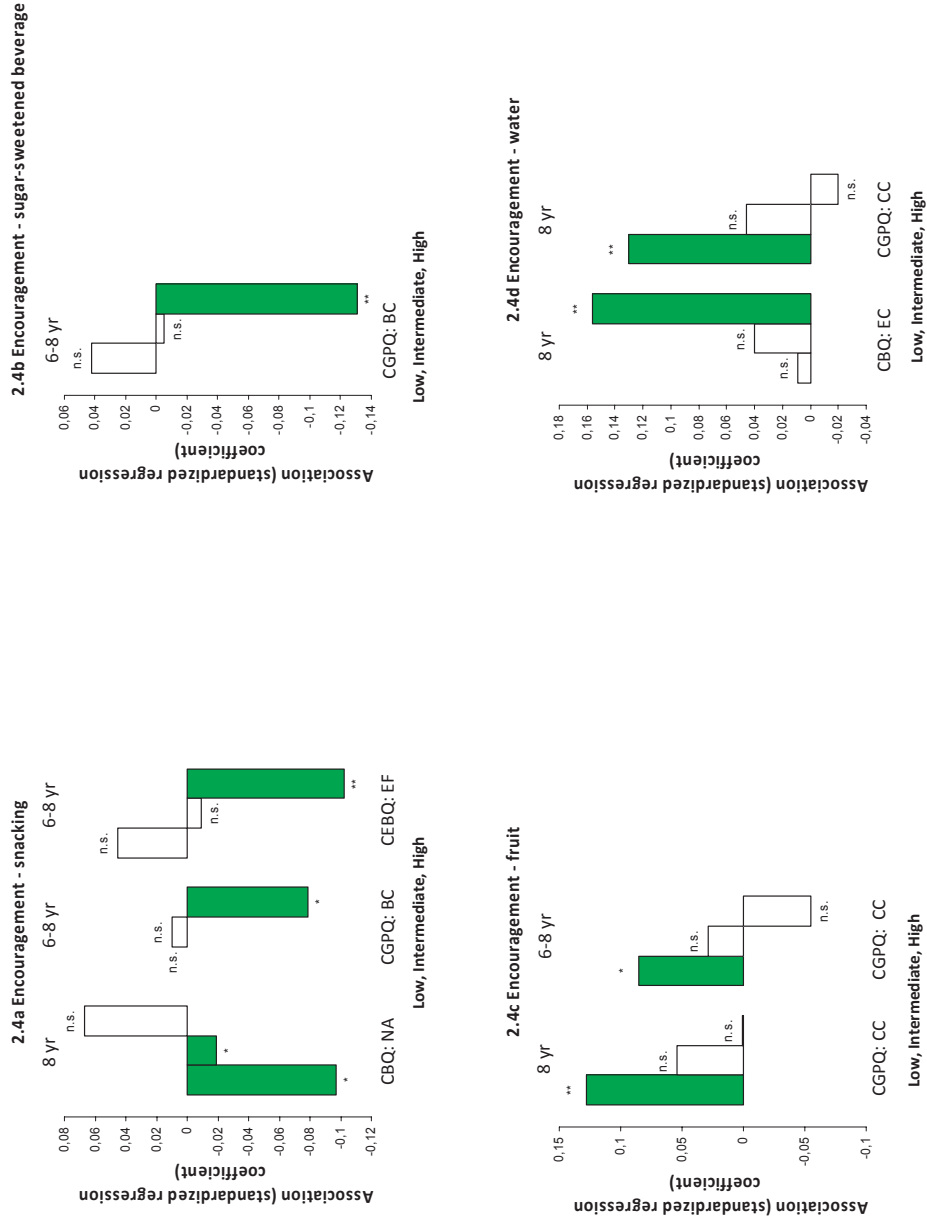 2.4a Encouragement - snacking
8 yr
6-8 yr
6-8 yr
Association (standardized regression
coefficient)
0,08
0,06
0,04
0,02
0
-0,02
-0,04
-0,06
-0,08
-0,1
-0,12
*
*
n.s.
n.s.
n.s.
*
n.s.
n.s.
**
CBQ: NA
CGPQ: BC
CEBQ: EF
Low, Intermediate, High
2.4b Encouragement - sugar-sweetened beverage
6-8 yr
Association (standardized regression
coefficient)
0,06
0,04
0,02
0
-0,02
-0,04
-0,06
-0,08
-0,1
-0,12
-0,14
n.s.
n.s.
**
CGPQ: BC
Low, Intermediate, High
2.4c Encouragement - fruit
8 yr
6-8 yr
Association (standardized regression
coefficient)
0,15
0,1
0,05
0
-0,05
-0,1
**
n.s.
n.s.
*
n.s.
n.s.
CGPQ: CC
CGPQ: CC
Low, Intermediate, High
2.4d Encouragement - water
8 yr
8 yr
Association (standardized regression
coefficient)
0,18
0,16
0,14
0,12
0,10
0,08
0,06
0,04
0,02
0
-0,02
-0,04
n.s.
n.s.
**
**
n.s.
n.s.
CBQ: EC
CGPQ: CC
Low, Intermediate, High